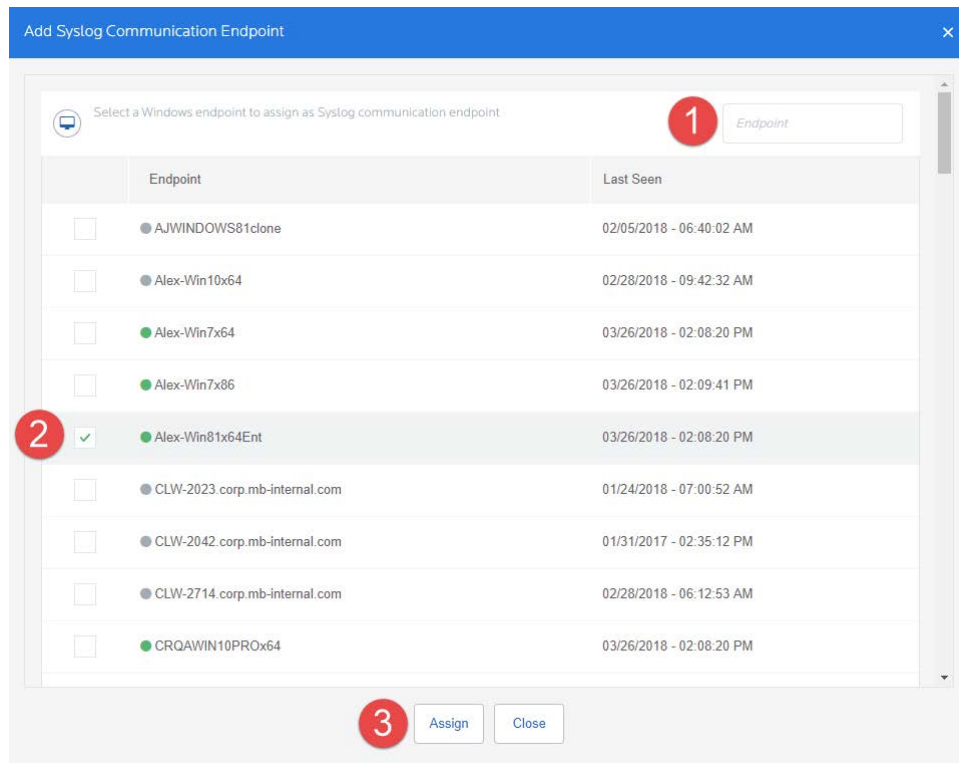 Add Syslog Communication Endpoint ×
Select a Windows endpoint to assign as Syslog communication endpoint
1 Endpoint
Endpoint Last Seen
AJWINDOWS81clone 02/05/2018 - 06:40:02 AM
Alex-Win10x64 02/28/2018 - 09:42:32 AM
Alex-Win7x64 03/26/2018 - 02:08:20 PM
Alex-Win7x86 03/26/2018 - 02:09:41 PM
2 Alex-Win81x64Ent 03/26/2018 - 02:08:20 PM
CLW-2023.corp.mb-internal.com 01/24/2018 - 07:00:52 AM
CLW-2042.corp.mb-internal.com 01/31/2017 - 02:35:12 PM
CLW-2714.corp.mb-internal.com 02/28/2018 - 06:12:53 AM
CRQAWIN10PROx64 03/26/2018 - 02:08:20 PM
3 Assign Close